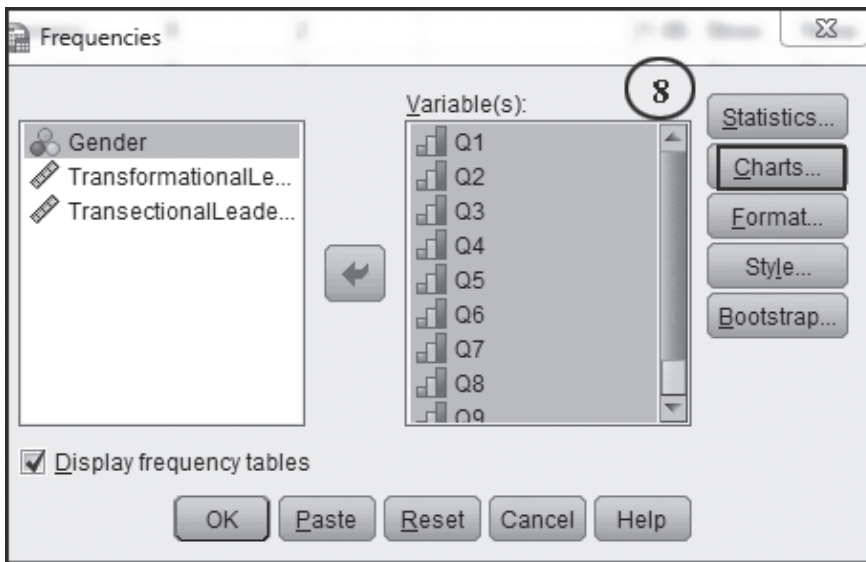 Frequencies
8
Variable(s):
Gender
TransformationalLe...
TransectionalLeade...
Q1
Q2
Q3
Q4
Q5
Q6
Q7
Q8
Q9
Statistics...
Charts...
Format...
Style...
Bootstrap...
Display frequency tables
OK
Paste
Reset
Cancel
Help